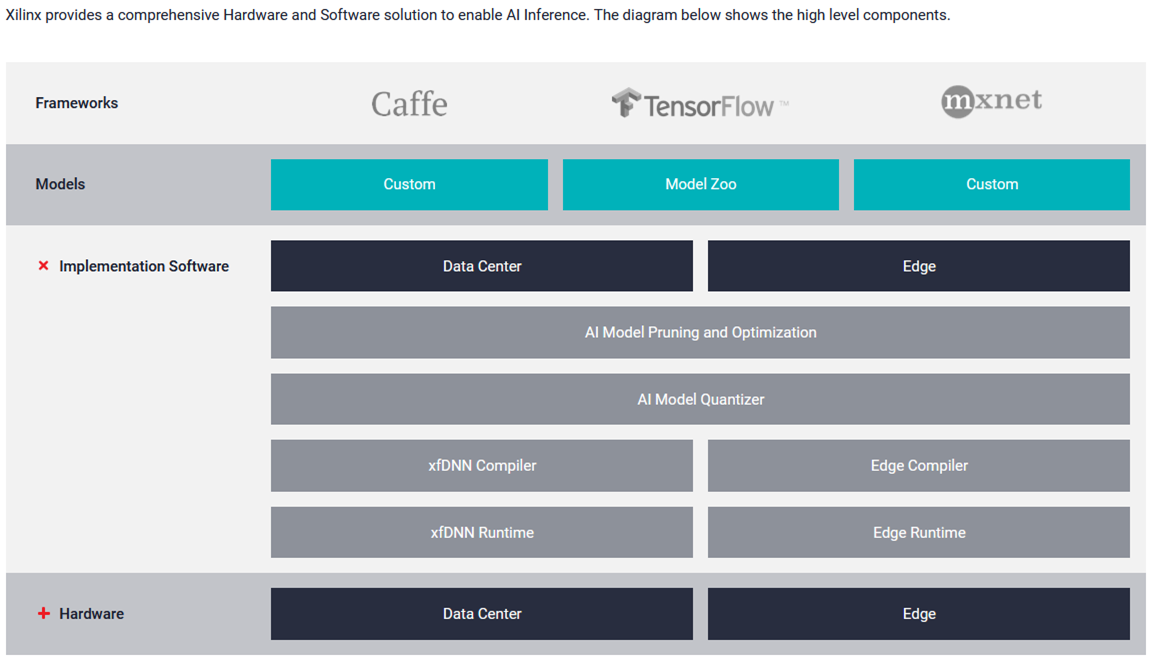 Xilinx provides a comprehensive Hardware and Software solution to enable AI Inference. The diagram below shows the high level components.
Frameworks
Caffe
TensorFlow™
mxnet
Models
Custom
Model Zoo
Custom
Implementation Software
Data Center
Edge
AI Model Pruning and Optimization
AI Model Quantizer
xfDNN Compiler
Edge Compiler
xfDNN Runtime
Edge Runtime
Hardware
Data Center
Edge